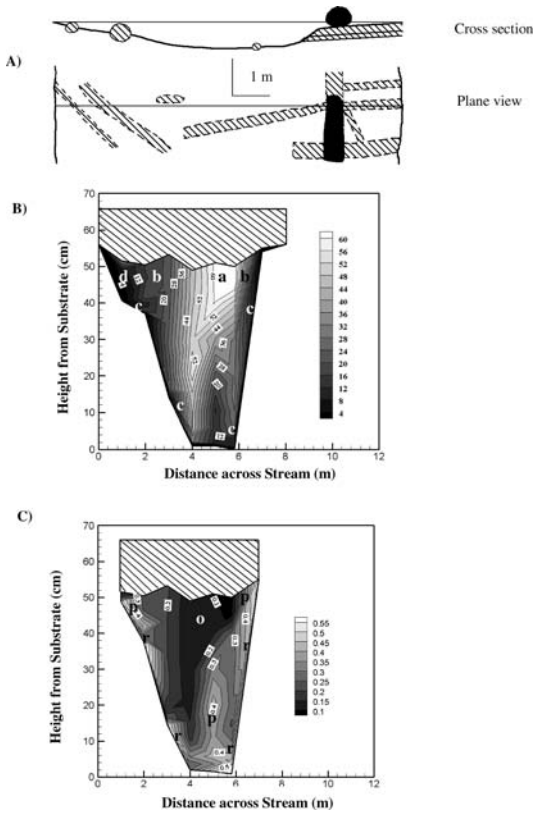 Cross section
A)
1 m
Plane view
B)
70
60
50
40
30
20
10
0
Height from Substrate (cm)
d b a b
c c
c
c
60
56
52
48
44
40
36
32
28
24
20
16
12
8
4
0 2 4 6 8 10 12
Distance across Stream (m)
C)
70
60
50
40
30
20
10
0
Height from Substrate (cm)
p p
o
r r
p
r r
0.55
0.5
0.45
0.4
0.35
0.3
0.25
0.2
0.15
0.1
0 2 4 6 8 10 12
Distance across Stream (m)